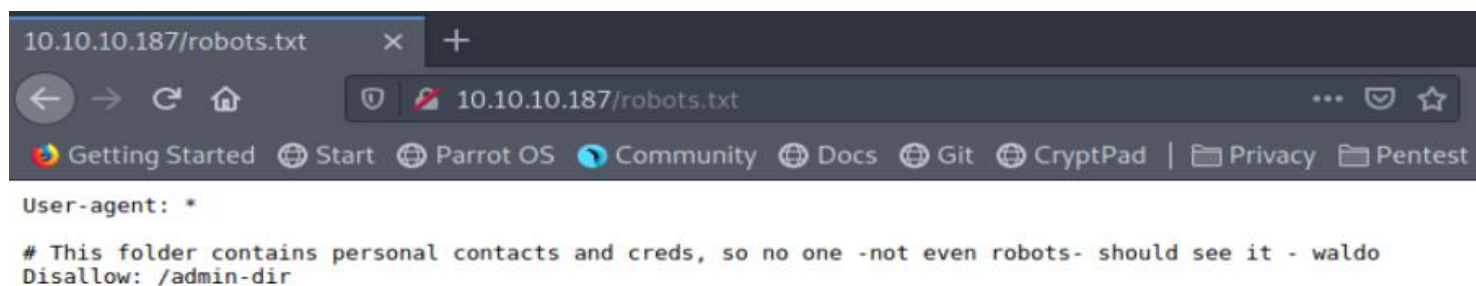 10.10.10.187/robots.txt
10.10.10.187/robots.txt
Getting Started Start Parrot OS Community Docs Git CryptPad | Privacy Pentest
User-agent: *
# This folder contains personal contacts and creds, so no one -not even robots- should see it - waldo
Disallow: /admin-dir